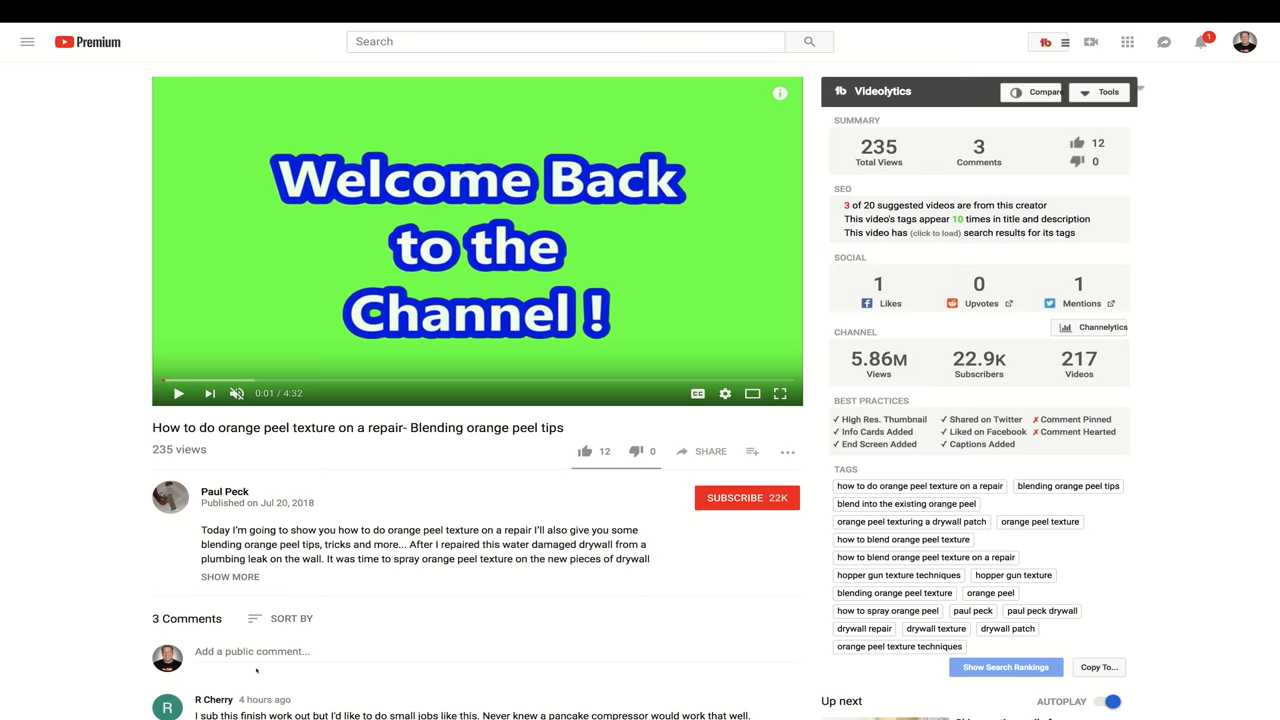 Premium
Search
1
Welcome Back
to the
Channel !
0:01 / 4:32
CC
How to do orange peel texture on a repair- Blending orange peel tips
235 views
12
0
SHARE
Paul Peck
Published on Jul 20, 2018
SUBSCRIBE 22K
Today I'm going to show you how to do orange peel texture on a repair I'll also give you some
blending orange peel tips, tricks and more... After I repaired this water damaged drywall from a
plumbing leak on the wall. It was time to spray orange peel texture on the new pieces of drywall
SHOW MORE
3 Comments
SORT BY
Add a public comment...
R
R Cherry 4 hours ago
I sub this finish work out but I'd like to do small jobs like this. Never knew a pancake compressor would work that well.
tb Videolytics
Compar
Tools
SUMMARY
235
Total Views
3
Comments
12
0
SEO
3 of 20 suggested videos are from this creator
This video's tags appear 10 times in title and description
This video has (click to load) search results for its tags
SOCIAL
1
Likes
0
Upvotes
1
Mentions
CHANNEL
Channelytics
5.86M
Views
22.9K
Subscribers
217
Videos
BEST PRACTICES
✓ High Res. Thumbnail ✓ Shared on Twitter ✗ Comment Pinned
✓ Info Cards Added ✓ Liked on Facebook ✗ Comment Hearted
✓ End Screen Added ✓ Captions Added
TAGS
how to do orange peel texture on a repair blending orange peel tips
blend into the existing orange peel
orange peel texturing a drywall patch orange peel texture
how to blend orange peel texture
how to blend orange peel texture on a repair
hopper gun texture techniques hopper gun texture
blending orange peel texture orange peel
how to spray orange peel paul peck paul peck drywall
drywall repair drywall texture drywall patch
orange peel texture techniques
Show Search Rankings
Copy To...
Up next
AUTOPLAY